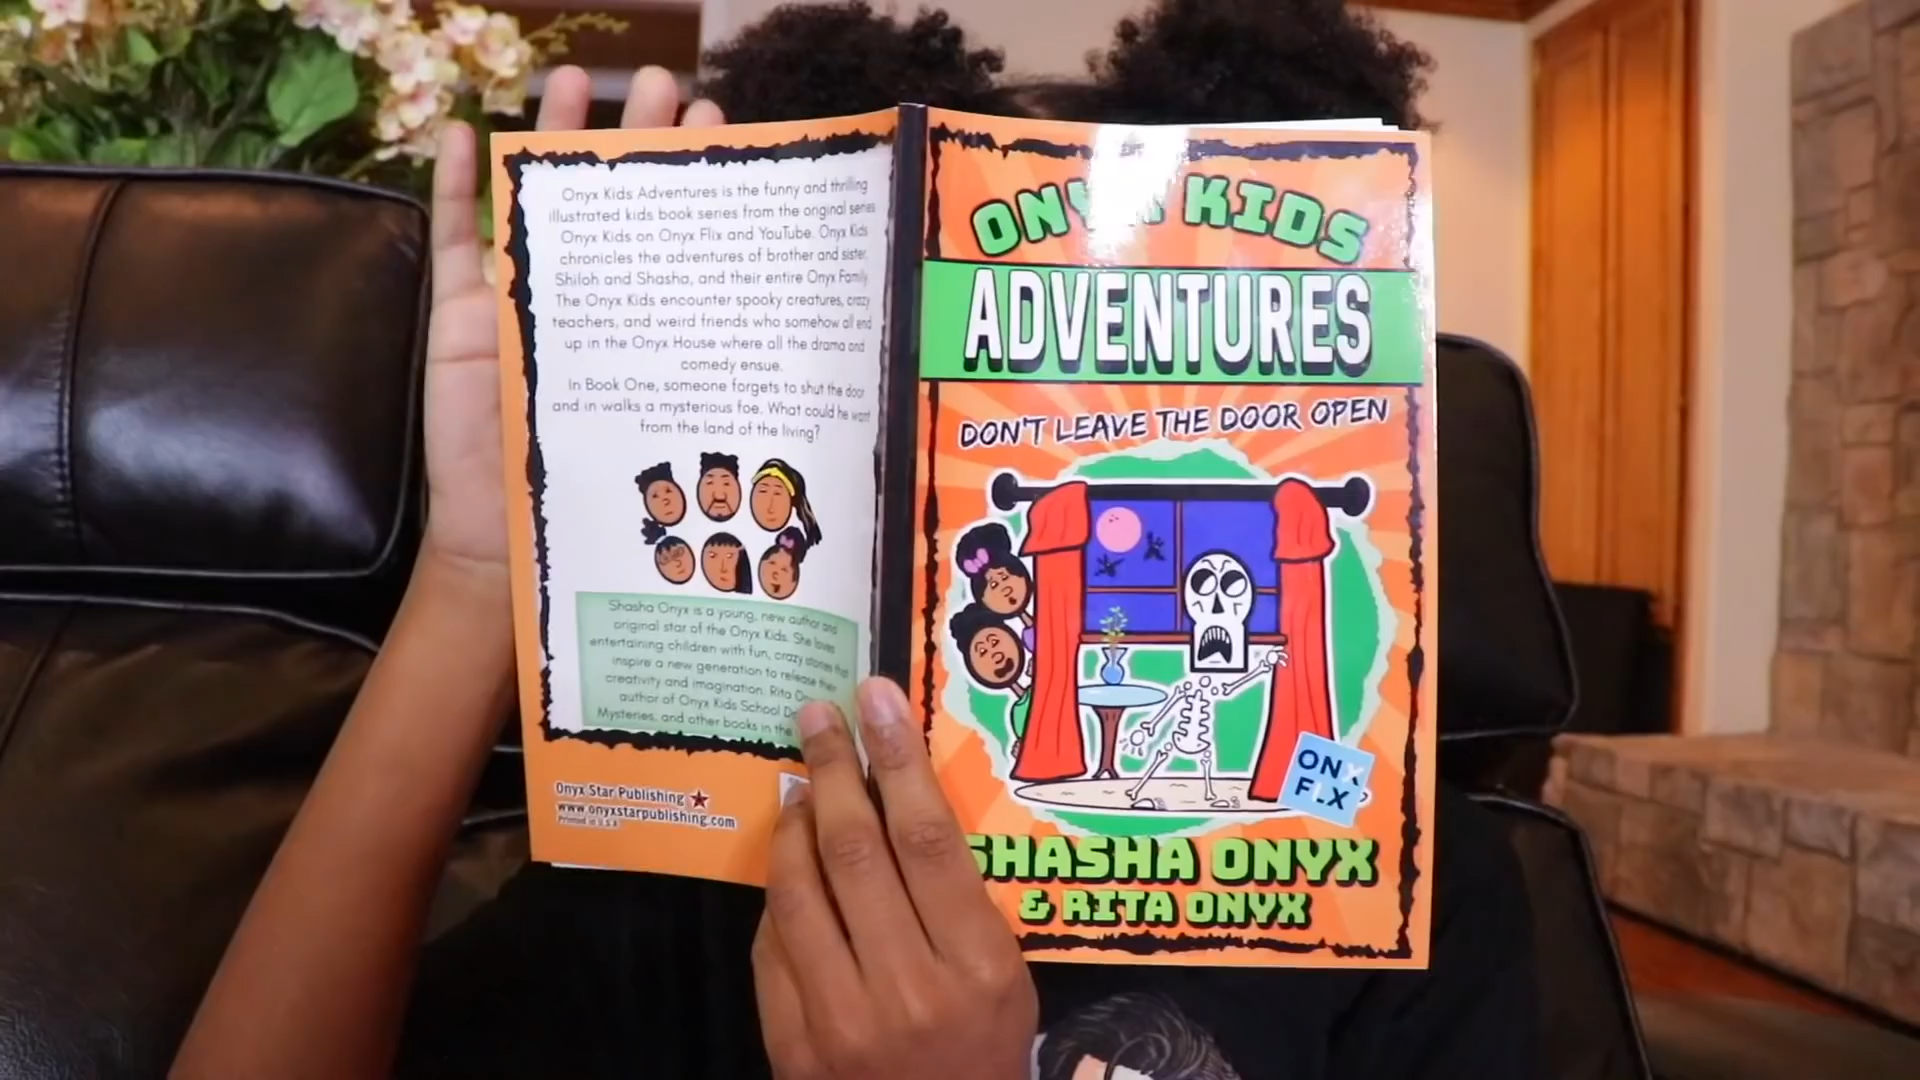 Onyx Kids Adventures is the funny and thrilling
illustrated kids book series from the original series
Onyx Kids on Onyx Flix and YouTube. Onyx Kids
chronicles the adventures of brother and sister,
Shiloh and Shasha, and their entire Onyx Family.
The Onyx Kids encounter spooky creatures, crazy
teachers, and weird friends who somehow all end
up in the Onyx House where all the drama and
comedy ensue.
In Book One, someone forgets to shut the door
and in walks a mysterious foe. What could he want
from the land of the living?
Shasha Onyx is a young, new author and
original star of the Onyx Kids. She loves
entertaining children with fun, crazy stories that
inspire a new generation to release their
creativity and imagination. Rita
author of Onyx Kids School
Mysteries, and other books in the
Onyx Star Publishing
www.onyxstarpublishing.com
Printed in U.S.A
ONYX KIDS
ADVENTURES
DON'T LEAVE THE DOOR OPEN
ONX
FLX
SHASHA ONYX
& RITA ONYX